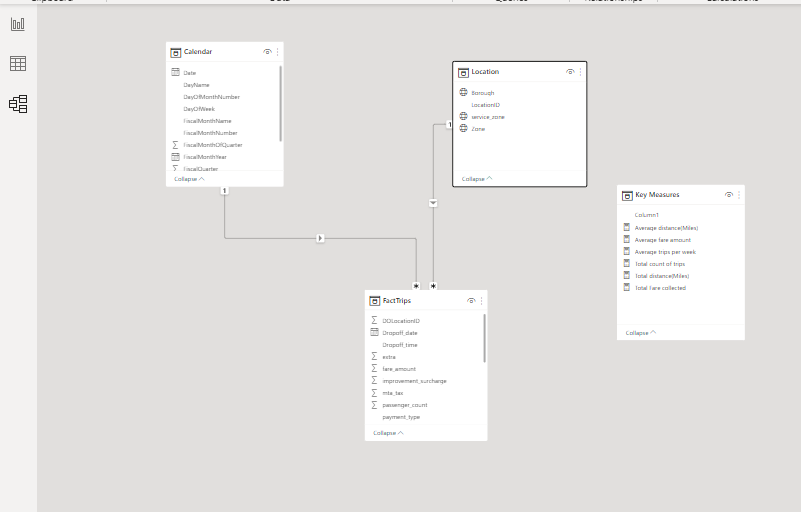 Calendar
Date
DayName
DayOfMonthNumber
DayOfWeek
FiscalMonthName
FiscalMonthNumber
FiscalMonthOfQuarter
FiscalMonthYear
FiscalQuarter
Collapse
1
Location
Borough
LocationID
service_zone
Zone
Collapse
1
Key Measures
Column1
Average distance(Miles)
Average fare amount
Average trips per week
Total count of trips
Total distance(Miles)
Total Fare collected
Collapse
*
*
FactTrips
DOLocationID
Dropoff_date
Dropoff_time
extra
fare_amount
improvement_surcharge
mta_tax
passenger_count
payment_type
Collapse